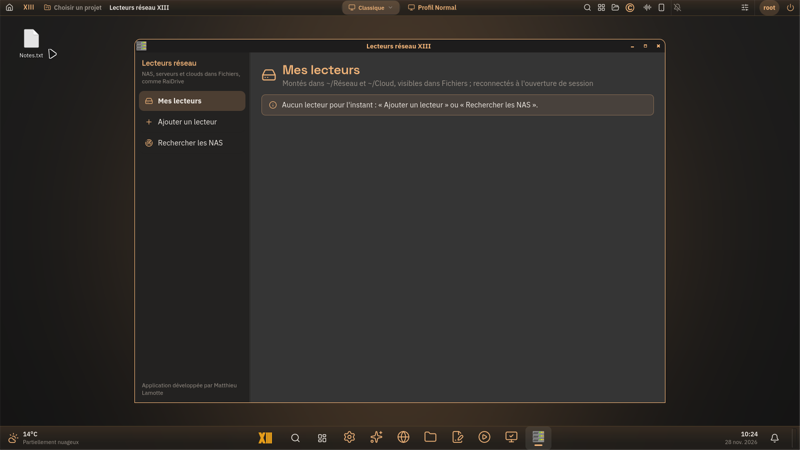 XIII
Choisir un projet
Lecteurs réseau XIII
Classique
Profil Normal
root
Notes.txt
Lecteurs réseau XIII
Lecteurs réseau
NAS, serveurs et clouds dans Fichiers,
comme RaiDrive
Mes lecteurs
Ajouter un lecteur
Rechercher les NAS
Application développée par Matthieu
Lamotte
Mes lecteurs
Montés dans ~/Réseau et ~/Cloud, visibles dans Fichiers ; reconnectés à l'ouverture de session
Aucun lecteur pour l'instant : « Ajouter un lecteur » ou « Rechercher les NAS ».
14°C
Partiellement nuageux
XIII
10:24
28 nov. 2026